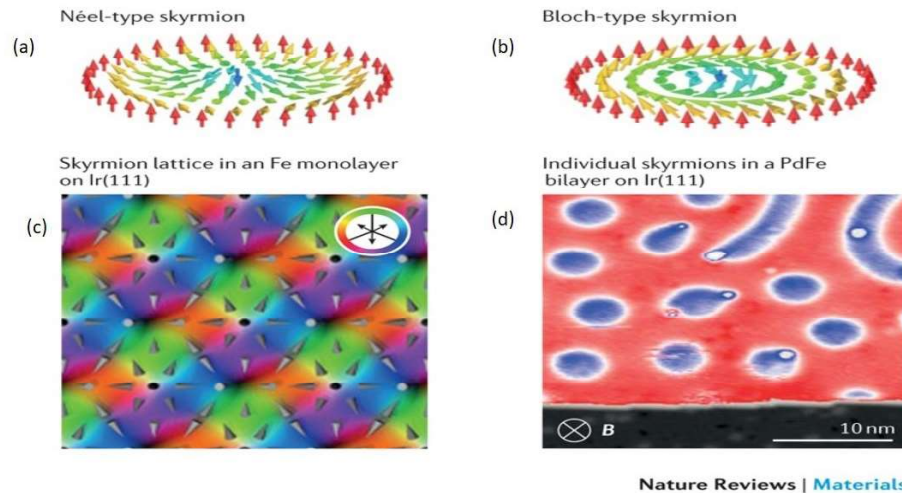 Néel-type skyrmion
(a)
Bloch-type skyrmion
(b)
Skyrmion lattice in an Fe monolayer
on Ir(111)
(c)
Individual skyrmions in a PdFe
bilayer on Ir(111)
(d)
B
10 nm
Nature Reviews | Materials